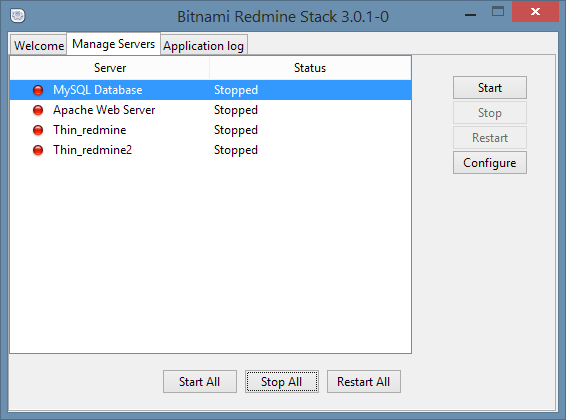 Bitnami Redmine Stack 3.0.1-0
Welcome Manage Servers Application log
Server Status
MySQL Database Stopped
Apache Web Server Stopped
Thin_redmine Stopped
Thin_redmine2 Stopped
Start
Stop
Restart
Configure
Start All Stop All Restart All